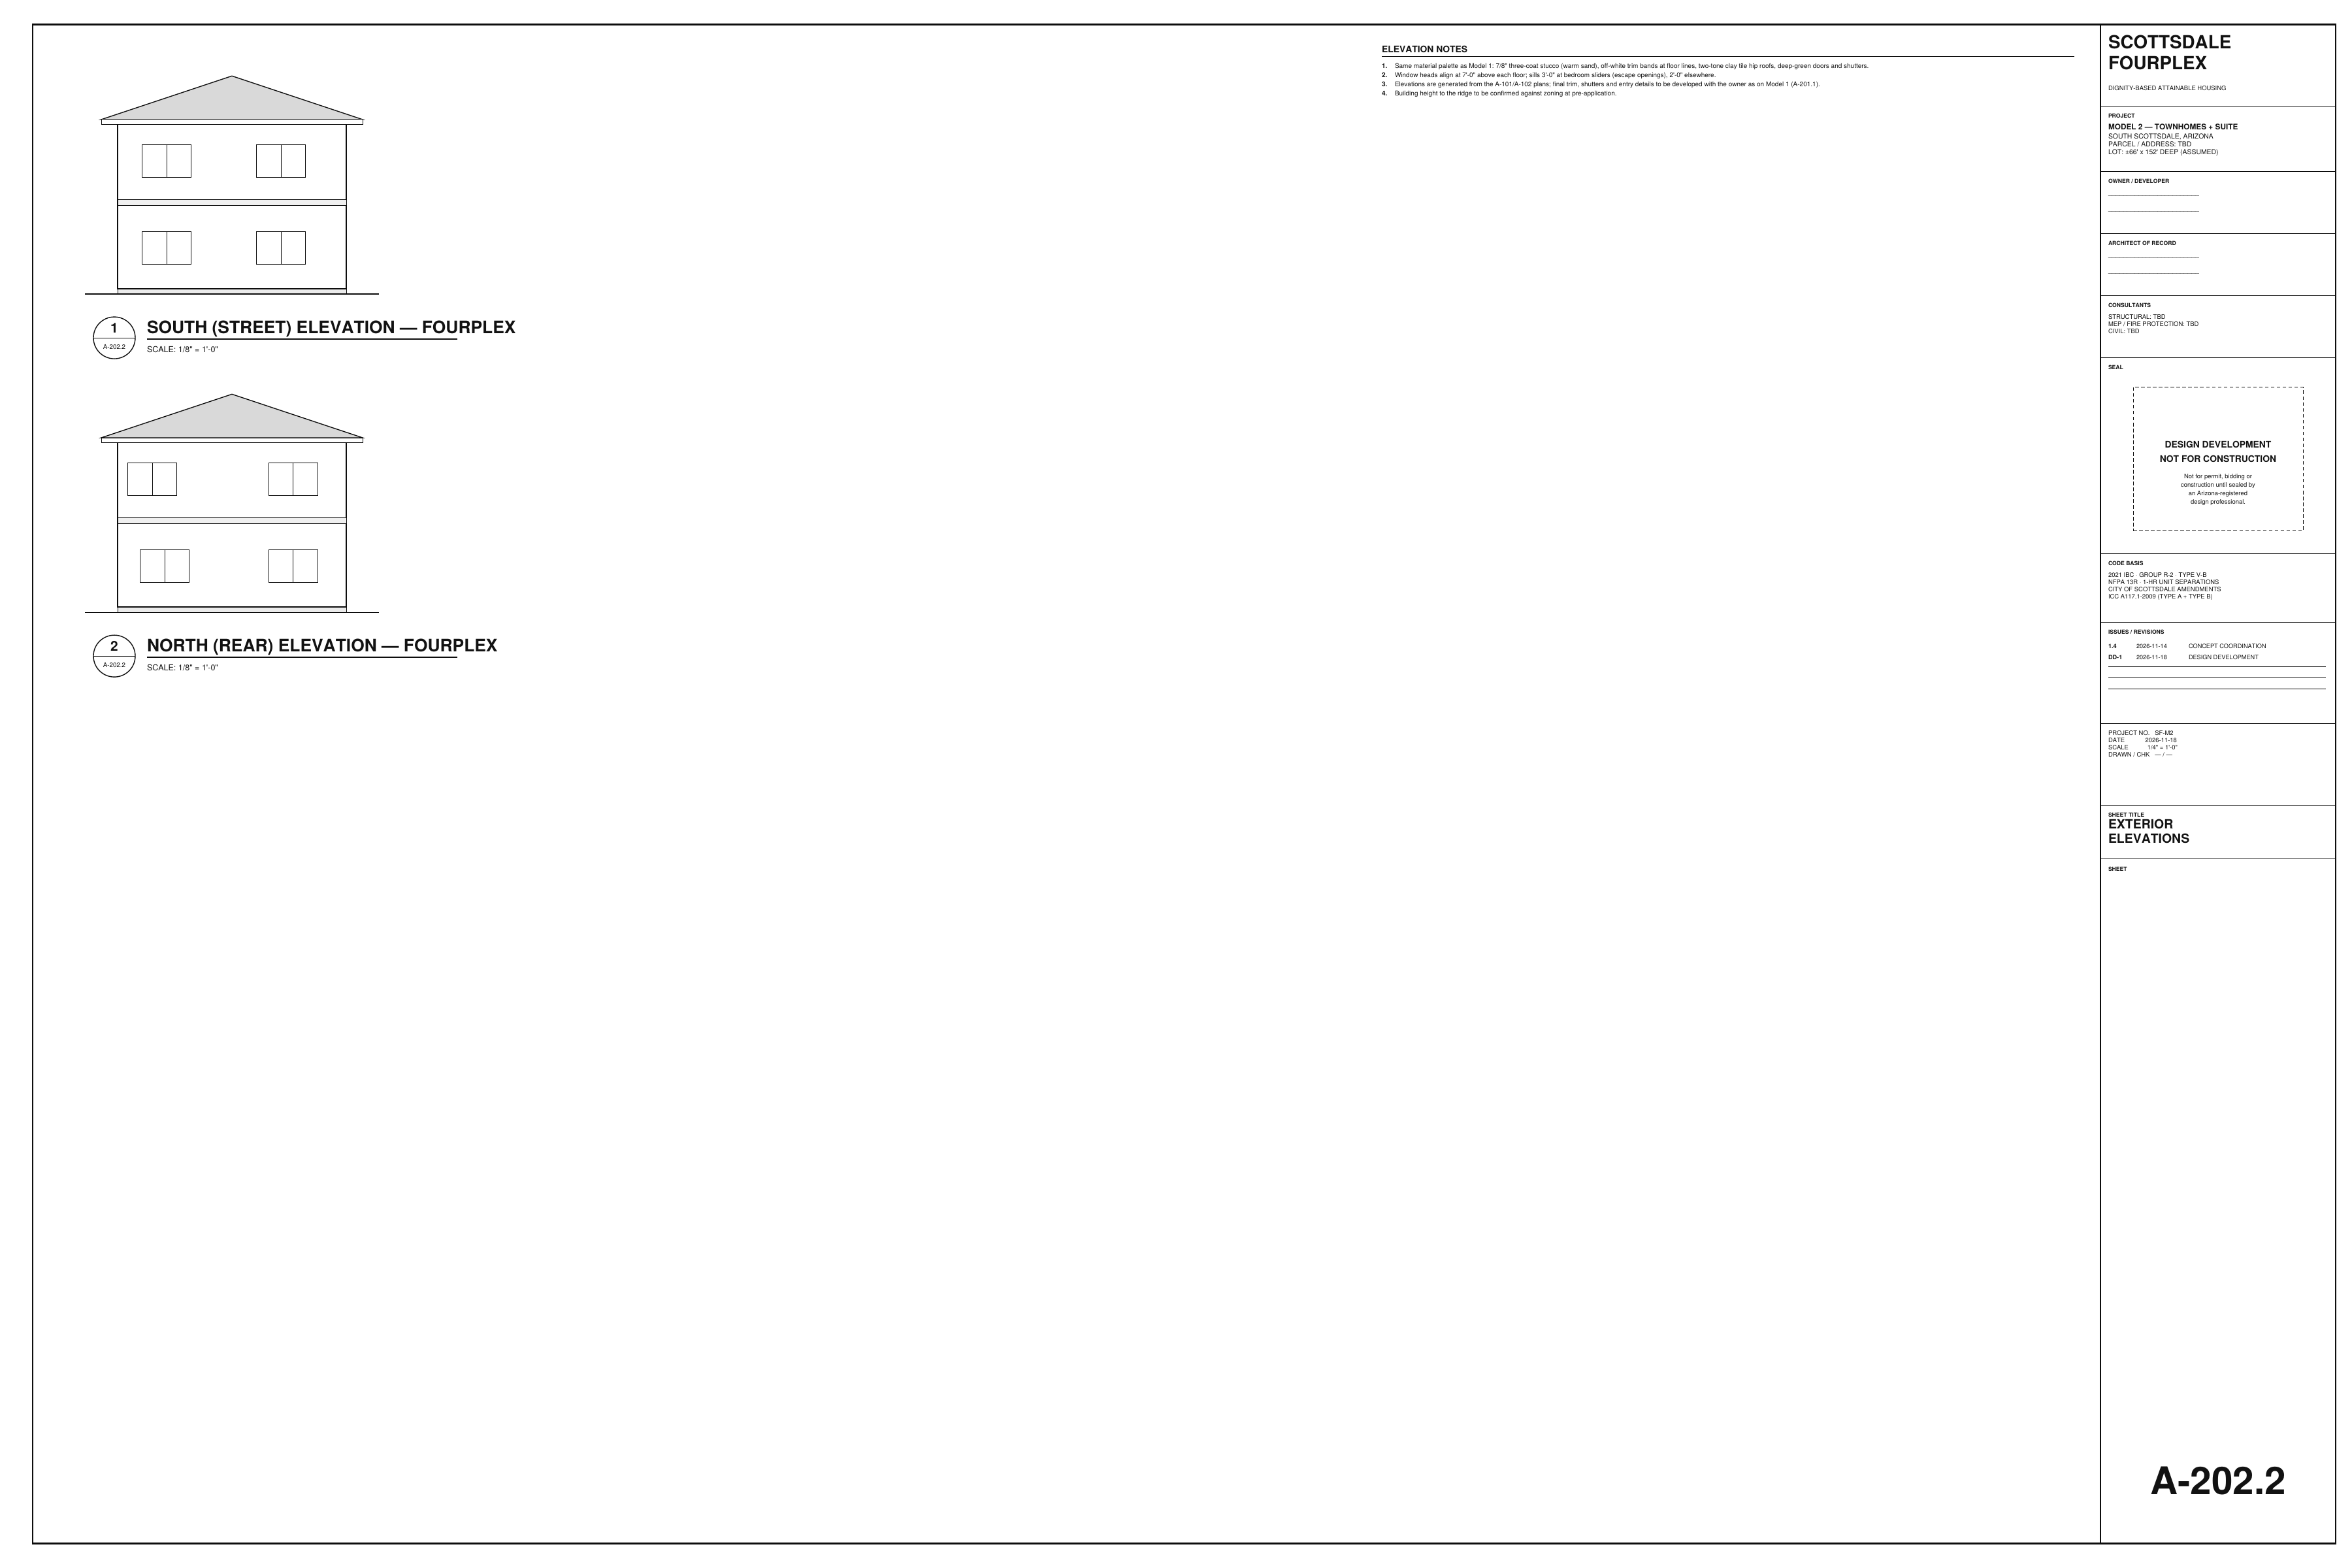 1
A-202.2
SOUTH (STREET) ELEVATION — FOURPLEX
SCALE: 1/8" = 1'-0"
2
A-202.2
NORTH (REAR) ELEVATION — FOURPLEX
SCALE: 1/8" = 1'-0"
ELEVATION NOTES
1. Same material palette as Model 1: 7/8" three-coat stucco (warm sand), off-white trim bands at floor lines, two-tone clay tile hip roofs, deep-green doors and shutters.
2. Window heads align at 7'-0" above each floor; sills 3'-0" at bedroom sliders (escape openings), 2'-0" elsewhere.
3. Elevations are generated from the A-101/A-102 plans; final trim, shutters and entry details to be developed with the owner as on Model 1 (A-201.1).
4. Building height to the ridge to be confirmed against zoning at pre-application.
SCOTTSDALE
FOURPLEX
DIGNITY-BASED ATTAINABLE HOUSING
PROJECT
MODEL 2 — TOWNHOMES + SUITE
SOUTH SCOTTSDALE, ARIZONA
PARCEL / ADDRESS: TBD
LOT: ±66' x 152' DEEP (ASSUMED)
OWNER / DEVELOPER
ARCHITECT OF RECORD
CONSULTANTS
STRUCTURAL: TBD
MEP / FIRE PROTECTION: TBD
CIVIL: TBD
SEAL
DESIGN DEVELOPMENT
NOT FOR CONSTRUCTION
Not for permit, bidding or
construction until sealed by
an Arizona-registered
design professional.
CODE BASIS
2021 IBC · GROUP R-2 · TYPE V-B
NFPA 13R · 1-HR UNIT SEPARATIONS
CITY OF SCOTTSDALE AMENDMENTS
ICC A117.1-2009 (TYPE A + TYPE B)
ISSUES / REVISIONS
1.4 2026-11-14 CONCEPT COORDINATION
DD-1 2026-11-18 DESIGN DEVELOPMENT
PROJECT NO. SF-M2
DATE 2026-11-18
SCALE 1/4" = 1'-0"
DRAWN / CHK — / —
SHEET TITLE
EXTERIOR
ELEVATIONS
SHEET
A-202.2